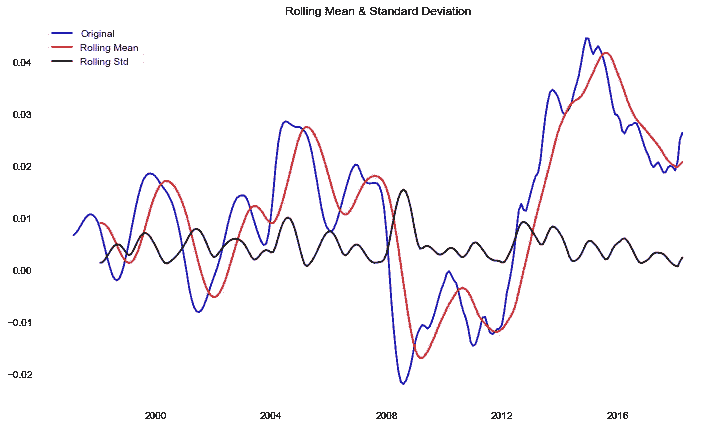 Rolling Mean & Standard Deviation
Original
Rolling Mean
Rolling Std
0.04
0.03
0.02
0.01
0.00
−0.01
−0.02
2000 2004 2008 2012 2016